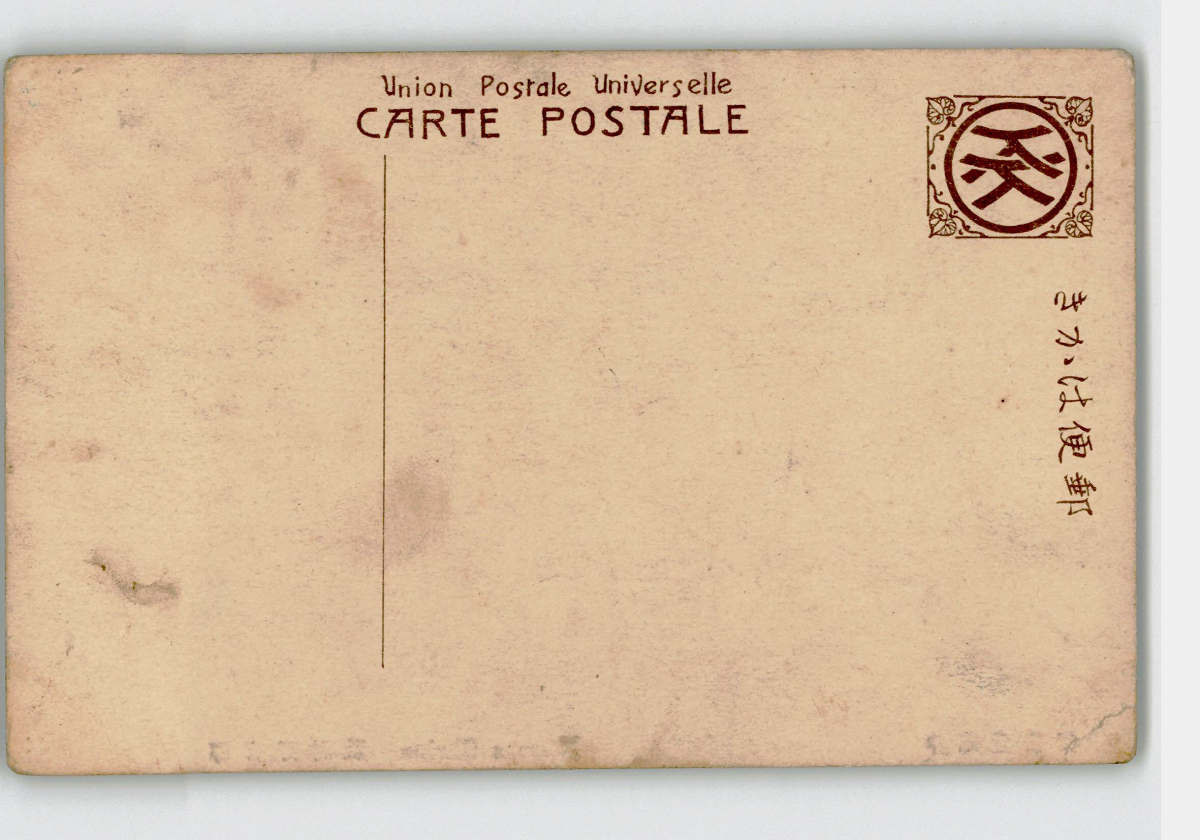 Union Postale Universelle
CARTE POSTALE
郵便はがき